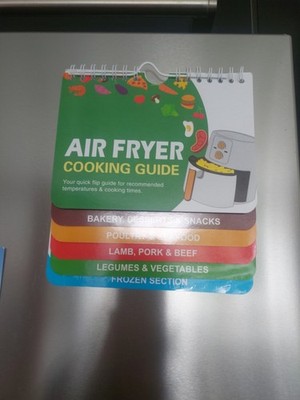 AIR FRYER
COOKING GUIDE
Your quick flip guide for recommended
temperatures & cooking times.
BAKERY, SNACKS
POULTRY
LAMB, PORK & BEEF
LEGUMES & VEGETABLES
FROZEN SECTION